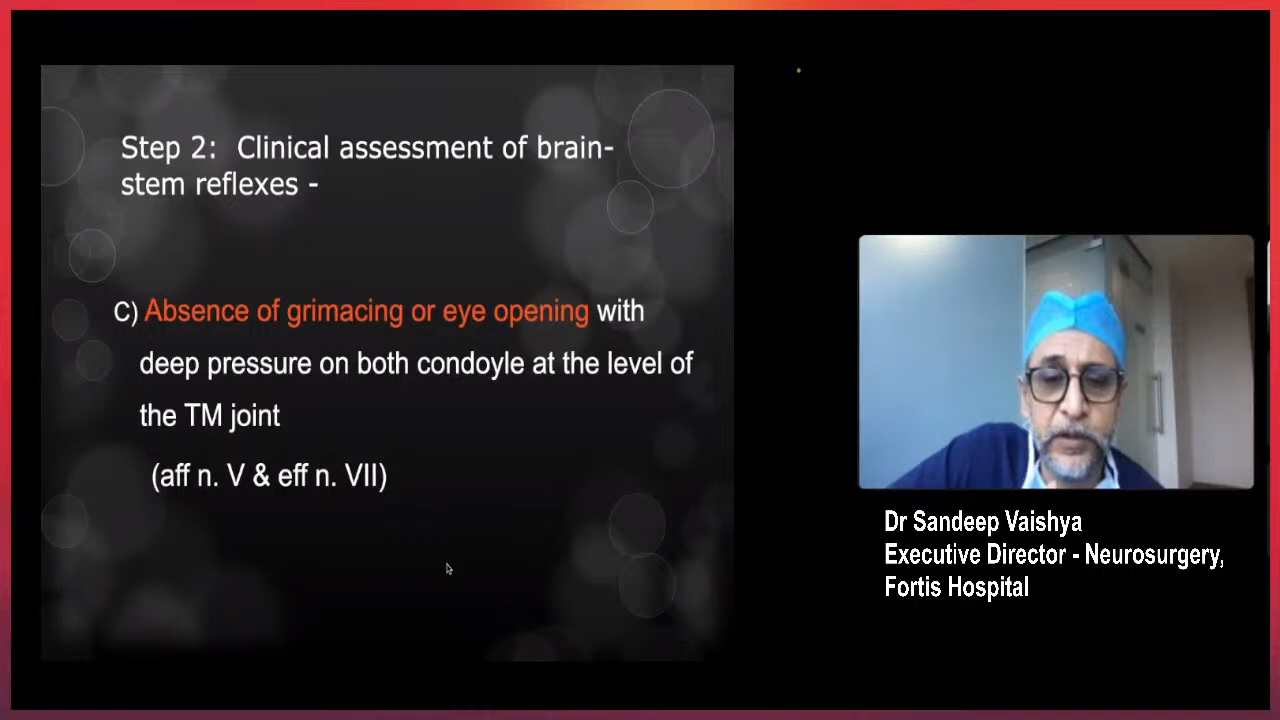 Step 2:  Clinical assessment of brain-
stem reflexes -
C) Absence of grimacing or eye opening with
deep pressure on both condoyle at the level of
the TM joint
(aff n. V & eff n. VII)
Dr Sandeep Vaishya
Executive Director - Neurosurgery,
Fortis Hospital